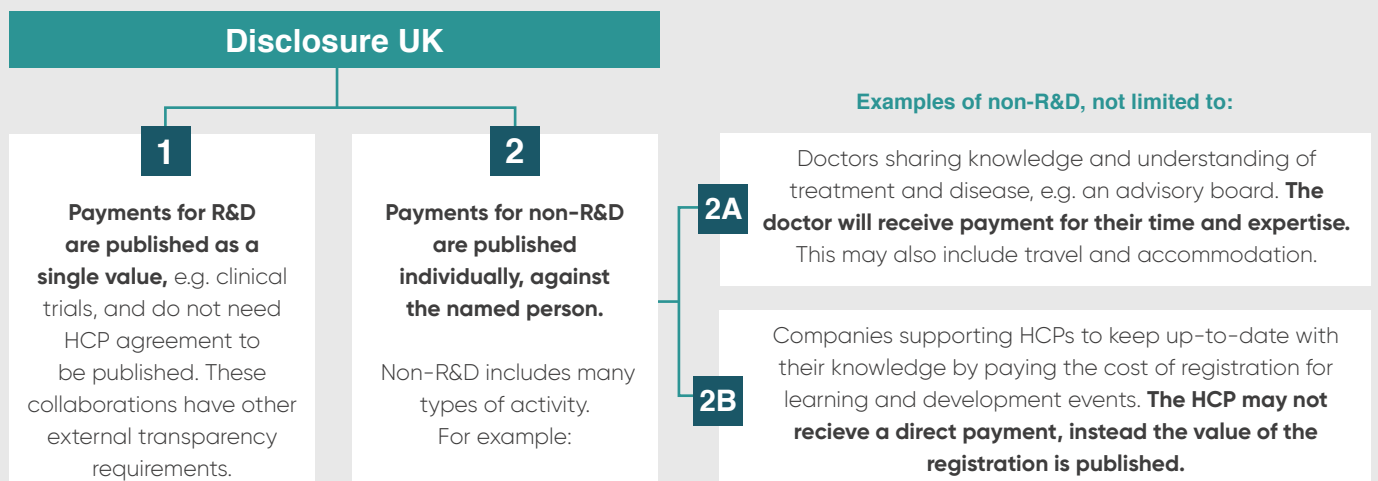 Disclosure UK
1
Payments for R&D
are published as a
single value, e.g. clinical
trials, and do not need
HCP agreement to
be published. These
collaborations have other
external transparency
requirements.
2
Payments for non-R&D
are published
individually, against
the named person.
Non-R&D includes many
types of activity.
For example:
Examples of non-R&D, not limited to:
2A
Doctors sharing knowledge and understanding of
treatment and disease, e.g. an advisory board. The
doctor will receive payment for their time and expertise.
This may also include travel and accommodation.
2B
Companies supporting HCPs to keep up-to-date with
their knowledge by paying the cost of registration for
learning and development events. The HCP may not
recieve a direct payment, instead the value of the
registration is published.